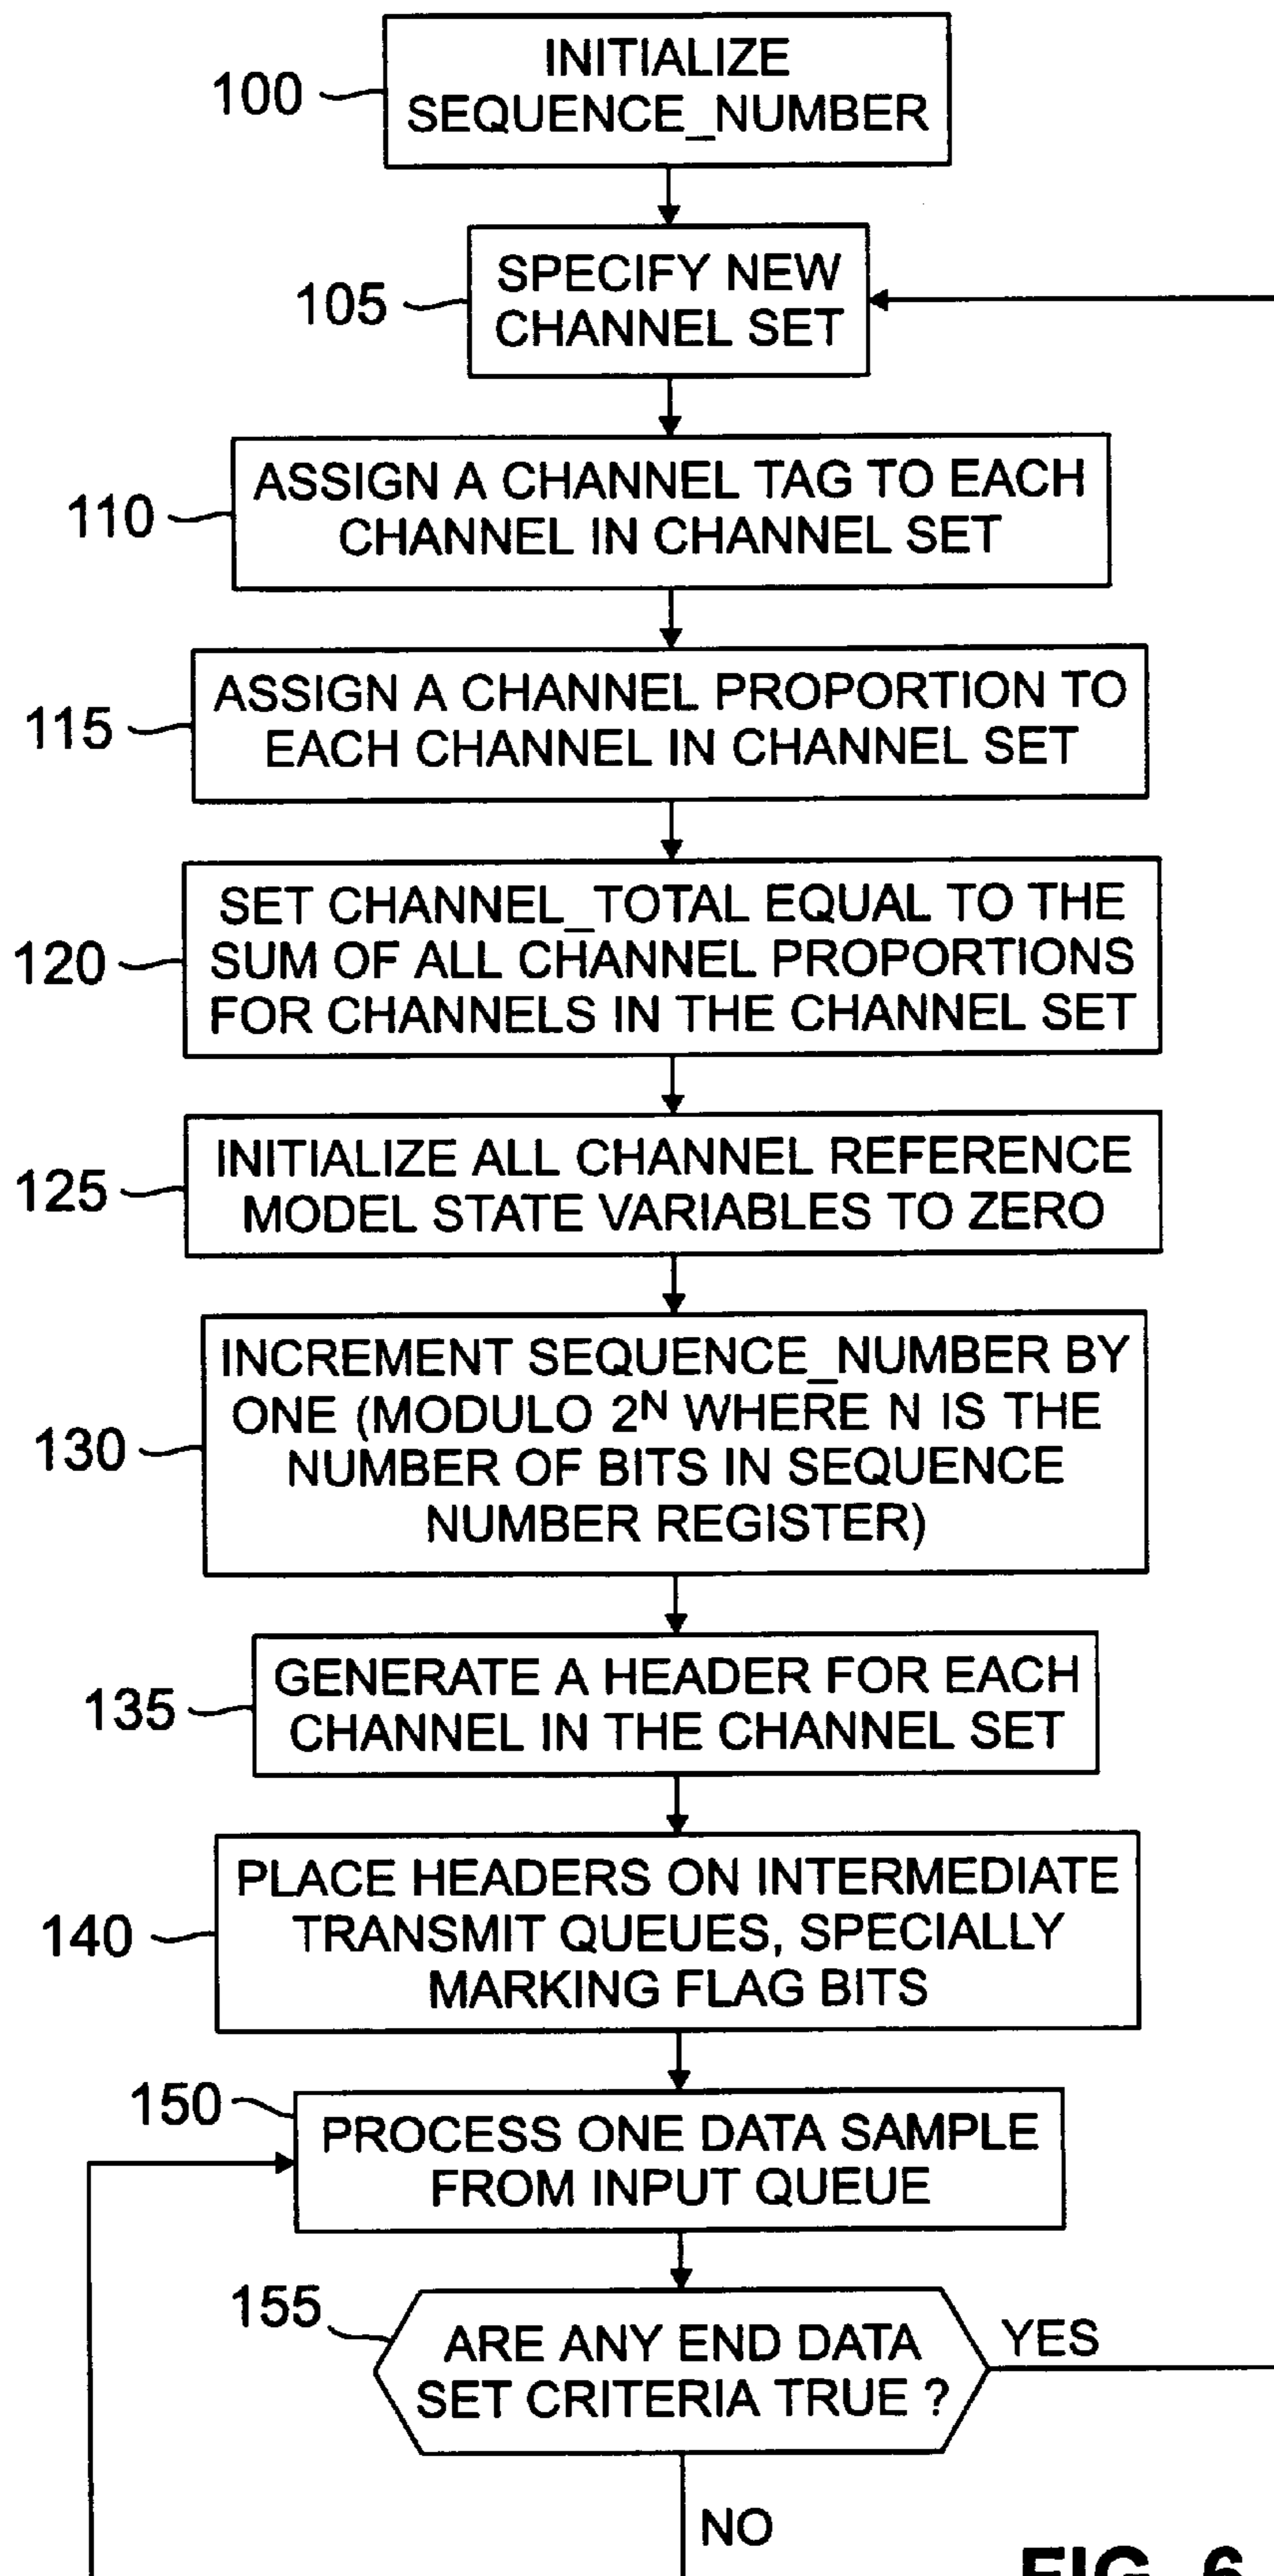 100
INITIALIZE
SEQUENCE_NUMBER
105
SPECIFY NEW
CHANNEL SET
110
ASSIGN A CHANNEL TAG TO EACH
CHANNEL IN CHANNEL SET
115
ASSIGN A CHANNEL PROPORTION TO
EACH CHANNEL IN CHANNEL SET
120
SET CHANNEL_TOTAL EQUAL TO THE
SUM OF ALL CHANNEL PROPORTIONS
FOR CHANNELS IN THE CHANNEL SET
125
INITIALIZE ALL CHANNEL REFERENCE
MODEL STATE VARIABLES TO ZERO
130
INCREMENT SEQUENCE_NUMBER BY
ONE (MODULO 2ᴺ WHERE N IS THE
NUMBER OF BITS IN SEQUENCE
NUMBER REGISTER)
135
GENERATE A HEADER FOR EACH
CHANNEL IN THE CHANNEL SET
140
PLACE HEADERS ON INTERMEDIATE
TRANSMIT QUEUES, SPECIALLY
MARKING FLAG BITS
150
PROCESS ONE DATA SAMPLE
FROM INPUT QUEUE
155
ARE ANY END DATA
SET CRITERIA TRUE ?
YES
NO
FIG. 6